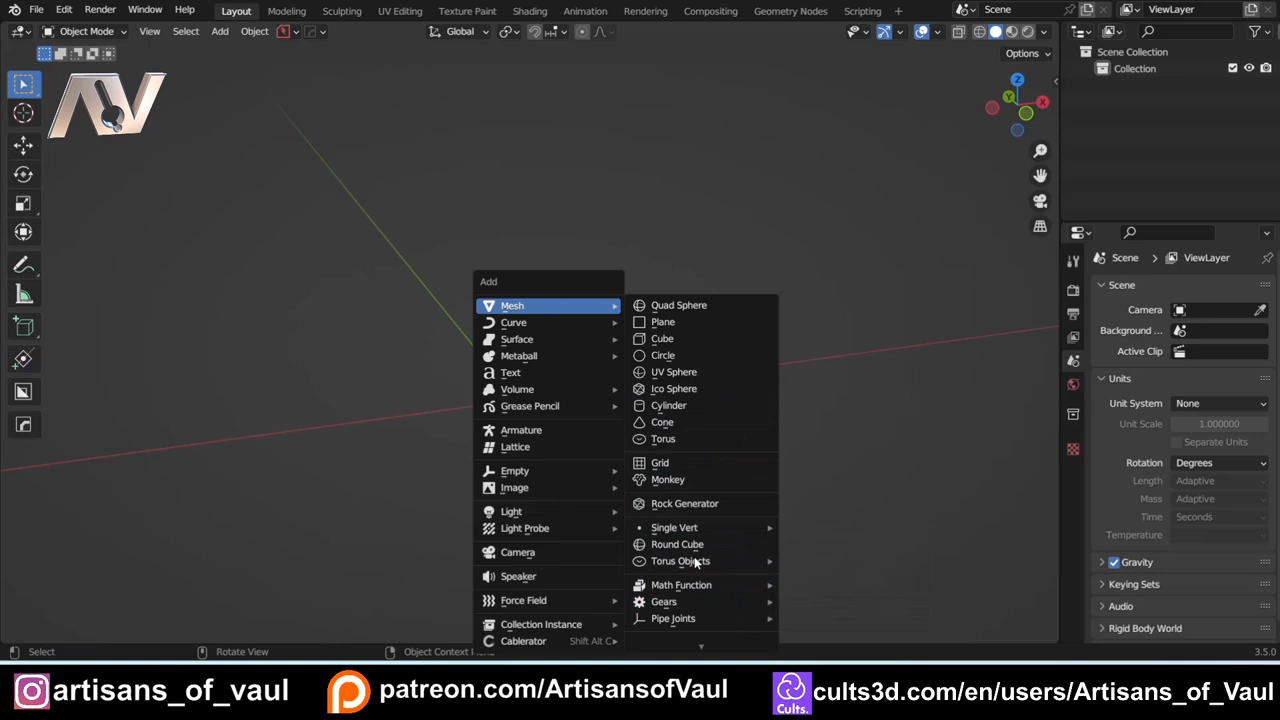 File Edit Render Window Help Layout Modeling Sculpting UV Editing Texture Paint Shading Animation Rendering Compositing Geometry Nodes Scripting + Scene ViewLayer
Object Mode View Select Add Object Global
Options
Scene Collection
Collection
AV
Z
Y
X
Scene ViewLayer
Scene
Camera
Background ...
Active Clip
Units
Unit System None
Unit Scale 1.000000
Separate Units
Rotation Degrees
Length Adaptive
Mass Adaptive
Time Seconds
Temperature
Gravity
Keying Sets
Audio
Rigid Body World
Add
Mesh
Curve
Surface
Metaball
Text
Volume
Grease Pencil
Armature
Lattice
Empty
Image
Light
Light Probe
Camera
Speaker
Force Field
Collection Instance
Cablerator Shift Alt C
Quad Sphere
Plane
Cube
Circle
UV Sphere
Ico Sphere
Cylinder
Cone
Torus
Grid
Monkey
Rock Generator
Single Vert
Round Cube
Torus Objects
Math Function
Gears
Pipe Joints
Select Rotate View Object Context 3.5.0
artisans_of_vaul patreon.com/ArtisansofVaul Cults. cults3d.com/en/users/Artisans_of_Vaul